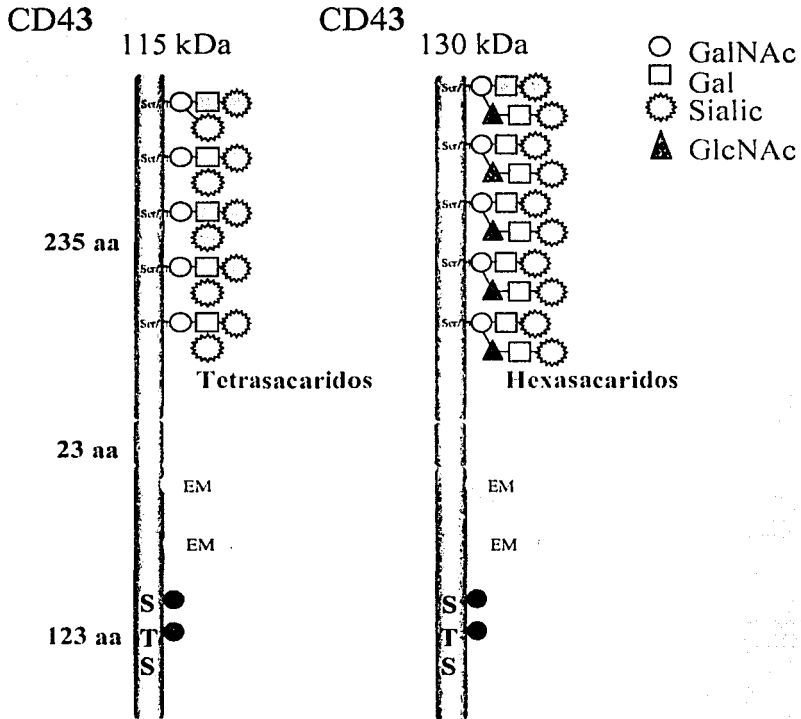 CD43
115 kDa
CD43
130 kDa
GalNAc
Gal
Sialic
GlcNAc
235 aa
Tetrasacaridos
Hexasacaridos
23 aa
EM
EM
EM
EM
123 aa
S
T
S
S
T
S